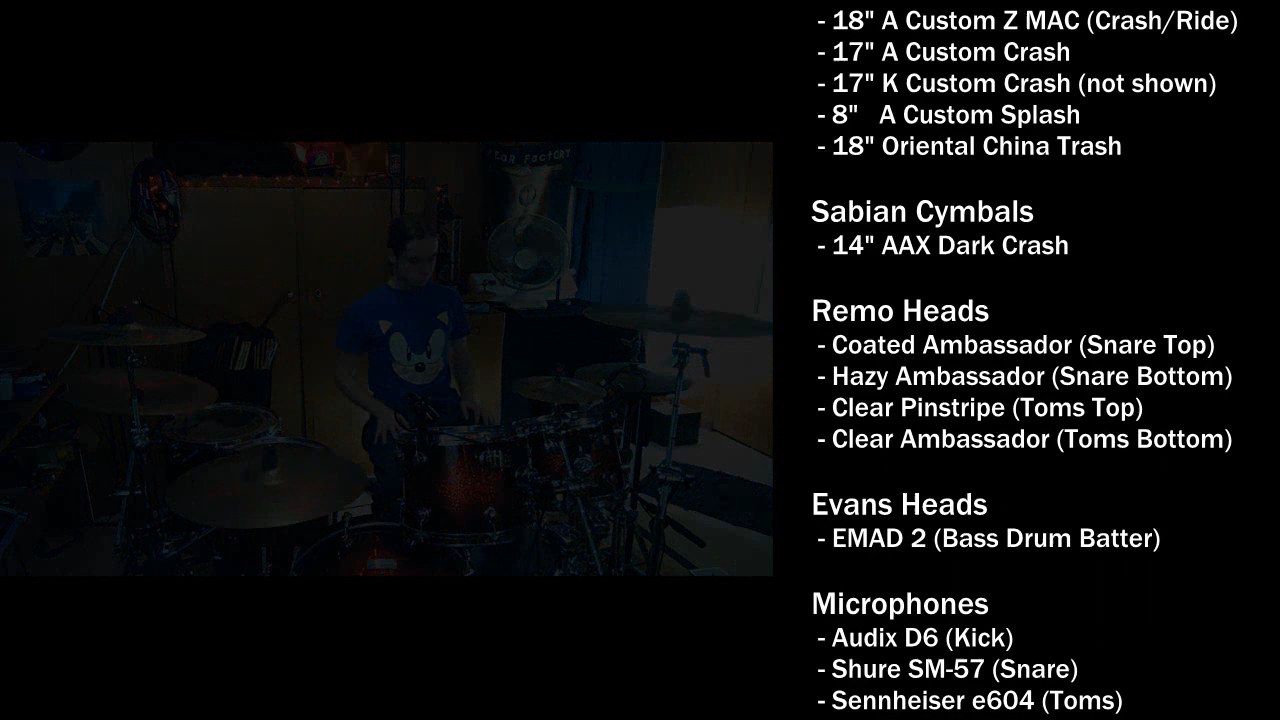 - 18" A Custom Z MAC (Crash/Ride)
- 17" A Custom Crash
- 17" K Custom Crash (not shown)
- 8" A Custom Splash
- 18" Oriental China Trash
Sabian Cymbals
- 14" AAX Dark Crash
Remo Heads
- Coated Ambassador (Snare Top)
- Hazy Ambassador (Snare Bottom)
- Clear Pinstripe (Toms Top)
- Clear Ambassador (Toms Bottom)
Evans Heads
- EMAD 2 (Bass Drum Batter)
Microphones
- Audix D6 (Kick)
- Shure SM-57 (Snare)
- Sennheiser e604 (Toms)